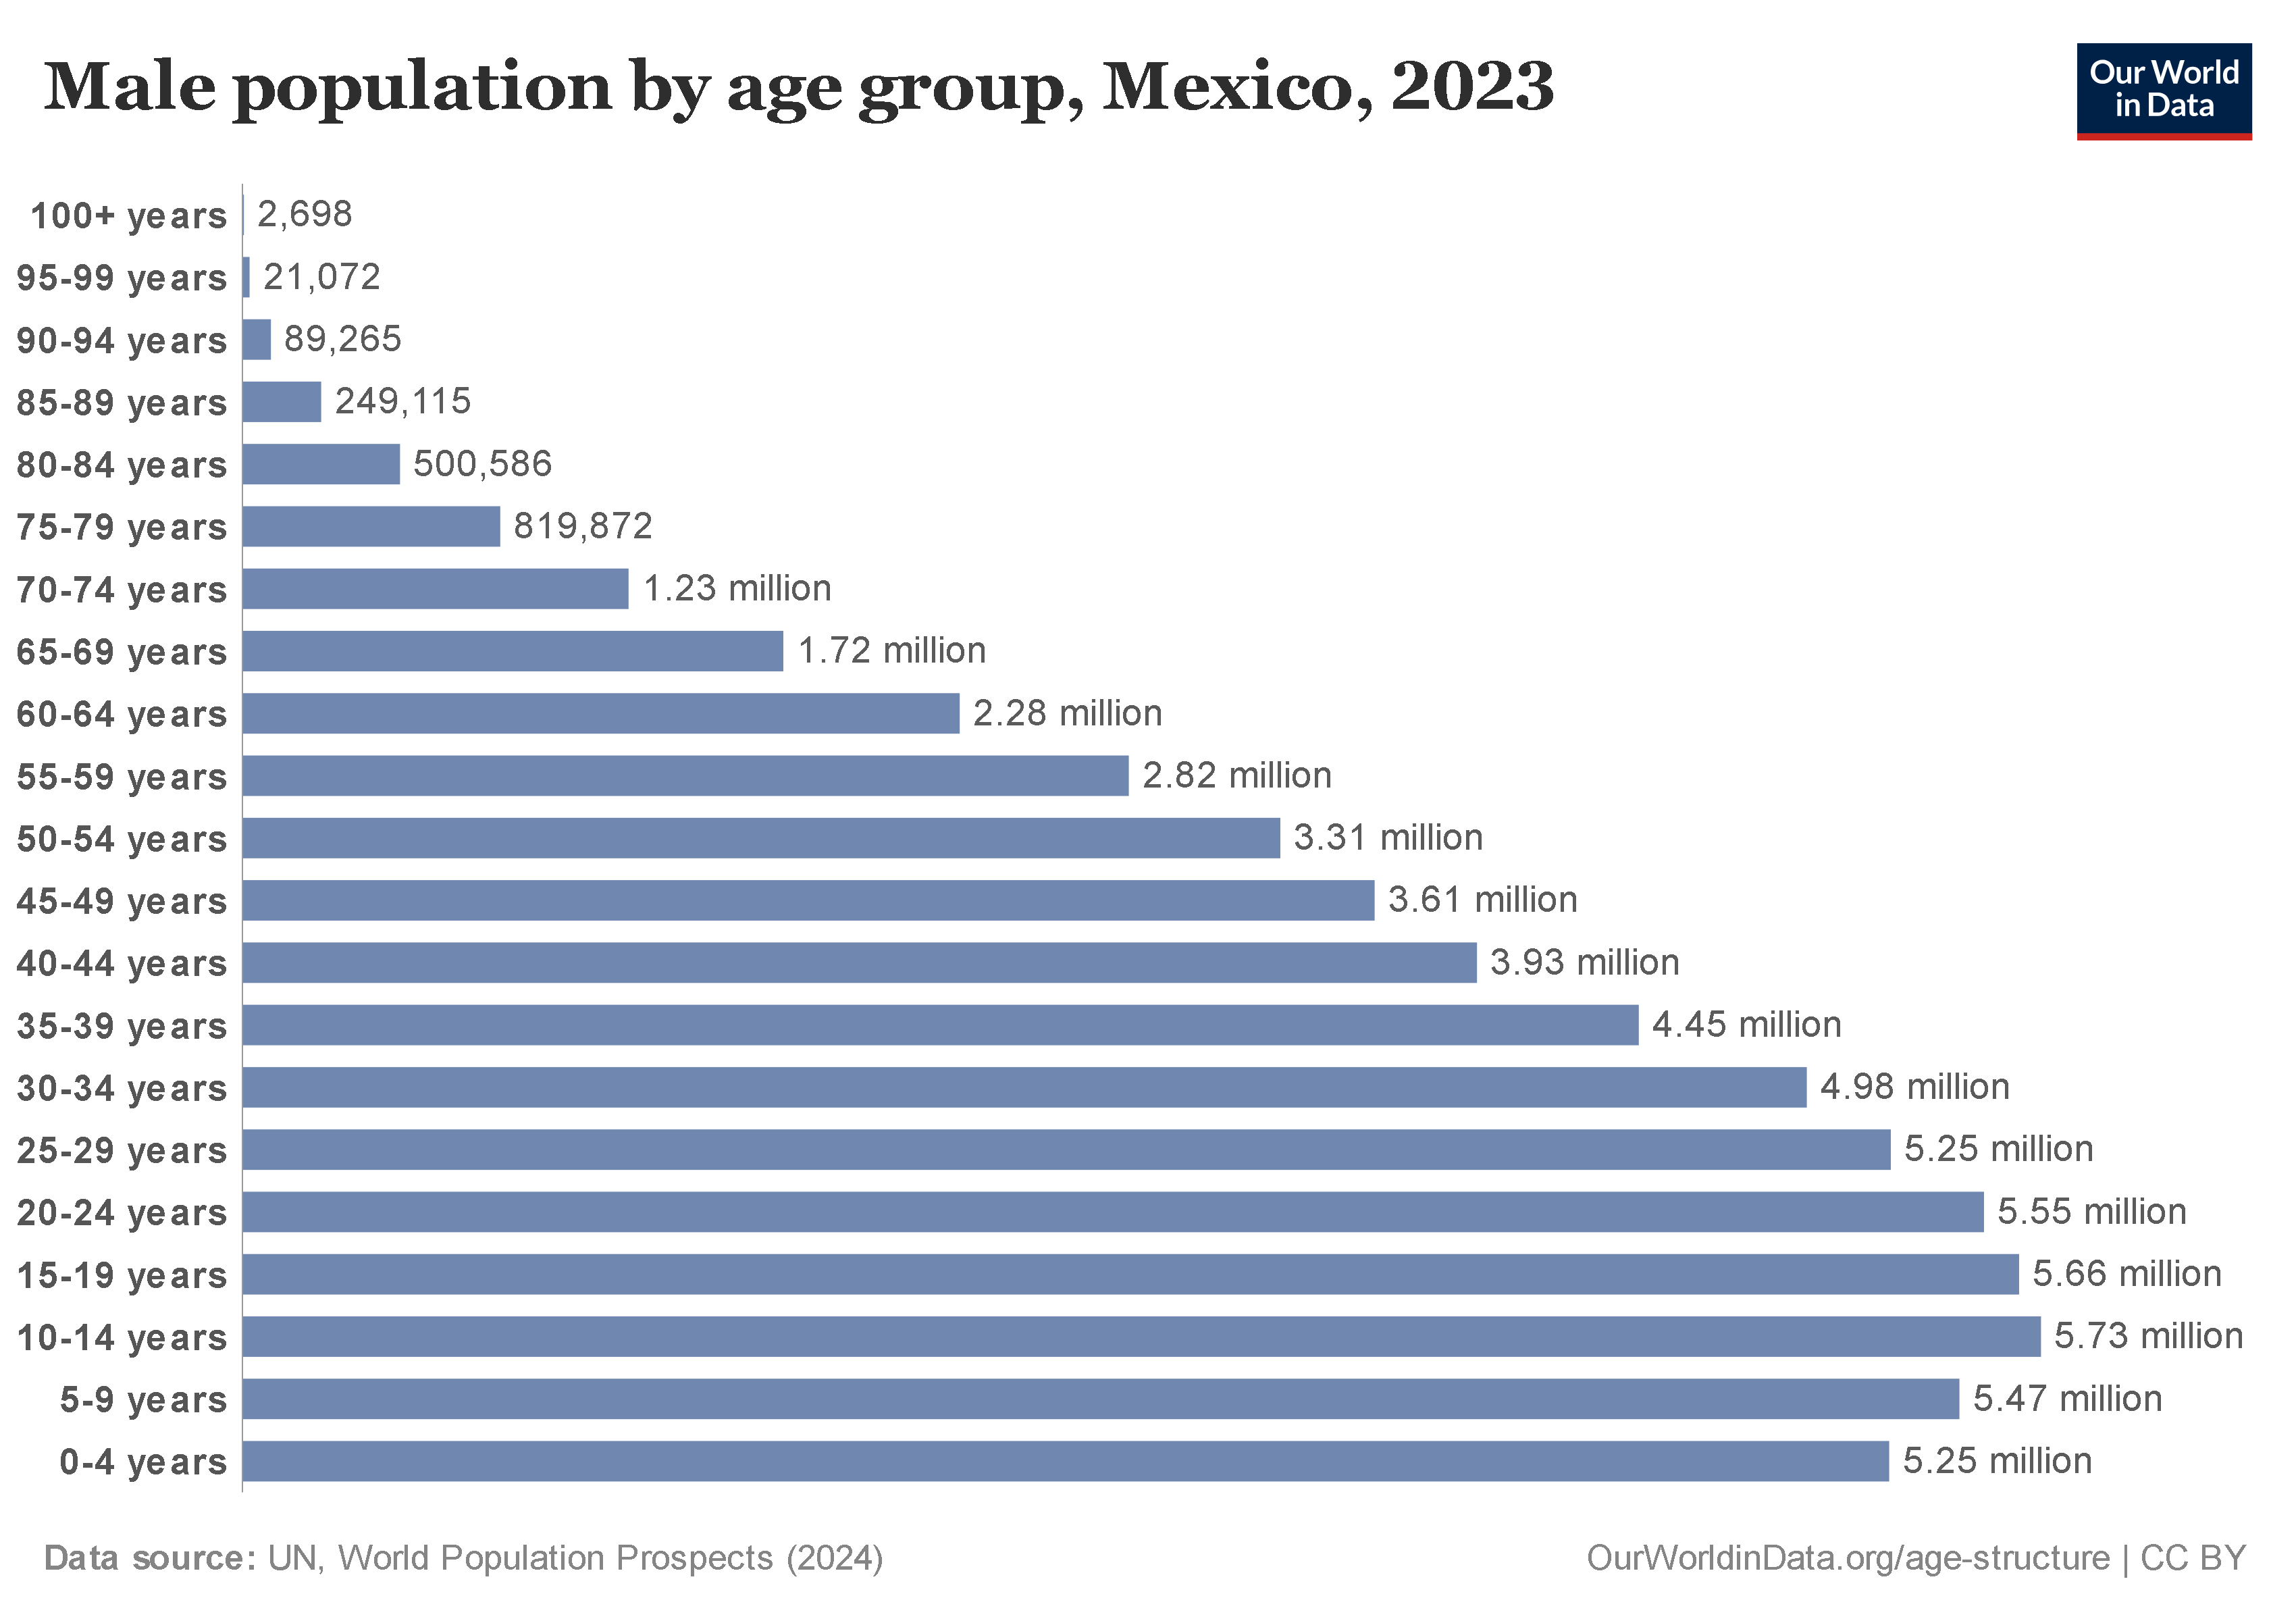 Male population by age group, Mexico, 2023
Our World
in Data
100+ years 2,698
95-99 years 21,072
90-94 years 89,265
85-89 years 249,115
80-84 years 500,586
75-79 years 819,872
70-74 years 1.23 million
65-69 years 1.72 million
60-64 years 2.28 million
55-59 years 2.82 million
50-54 years 3.31 million
45-49 years 3.61 million
40-44 years 3.93 million
35-39 years 4.45 million
30-34 years 4.98 million
25-29 years 5.25 million
20-24 years 5.55 million
15-19 years 5.66 million
10-14 years 5.73 million
5-9 years 5.47 million
0-4 years 5.25 million
Data source: UN, World Population Prospects (2024)
OurWorldinData.org/age-structure | CC BY